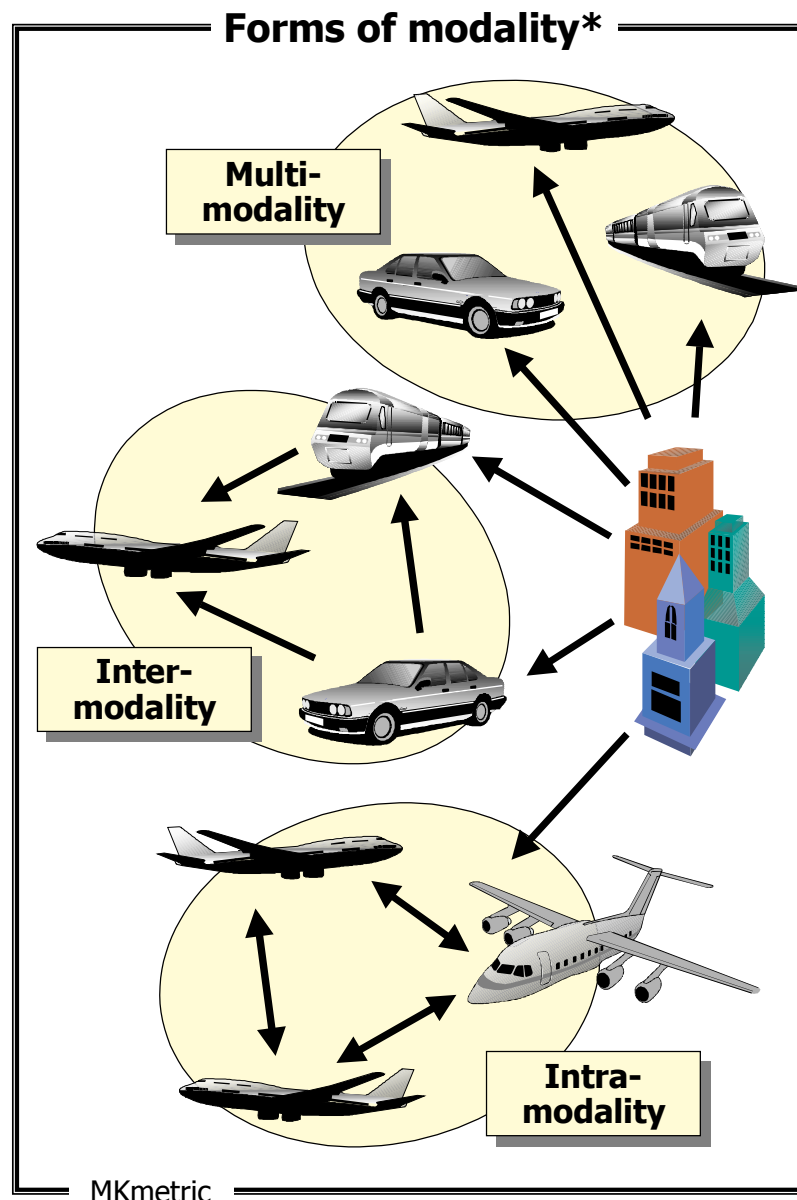 Forms of modality*
Multi-
modality
Inter-
modality
Intra-
modality
MKmetric